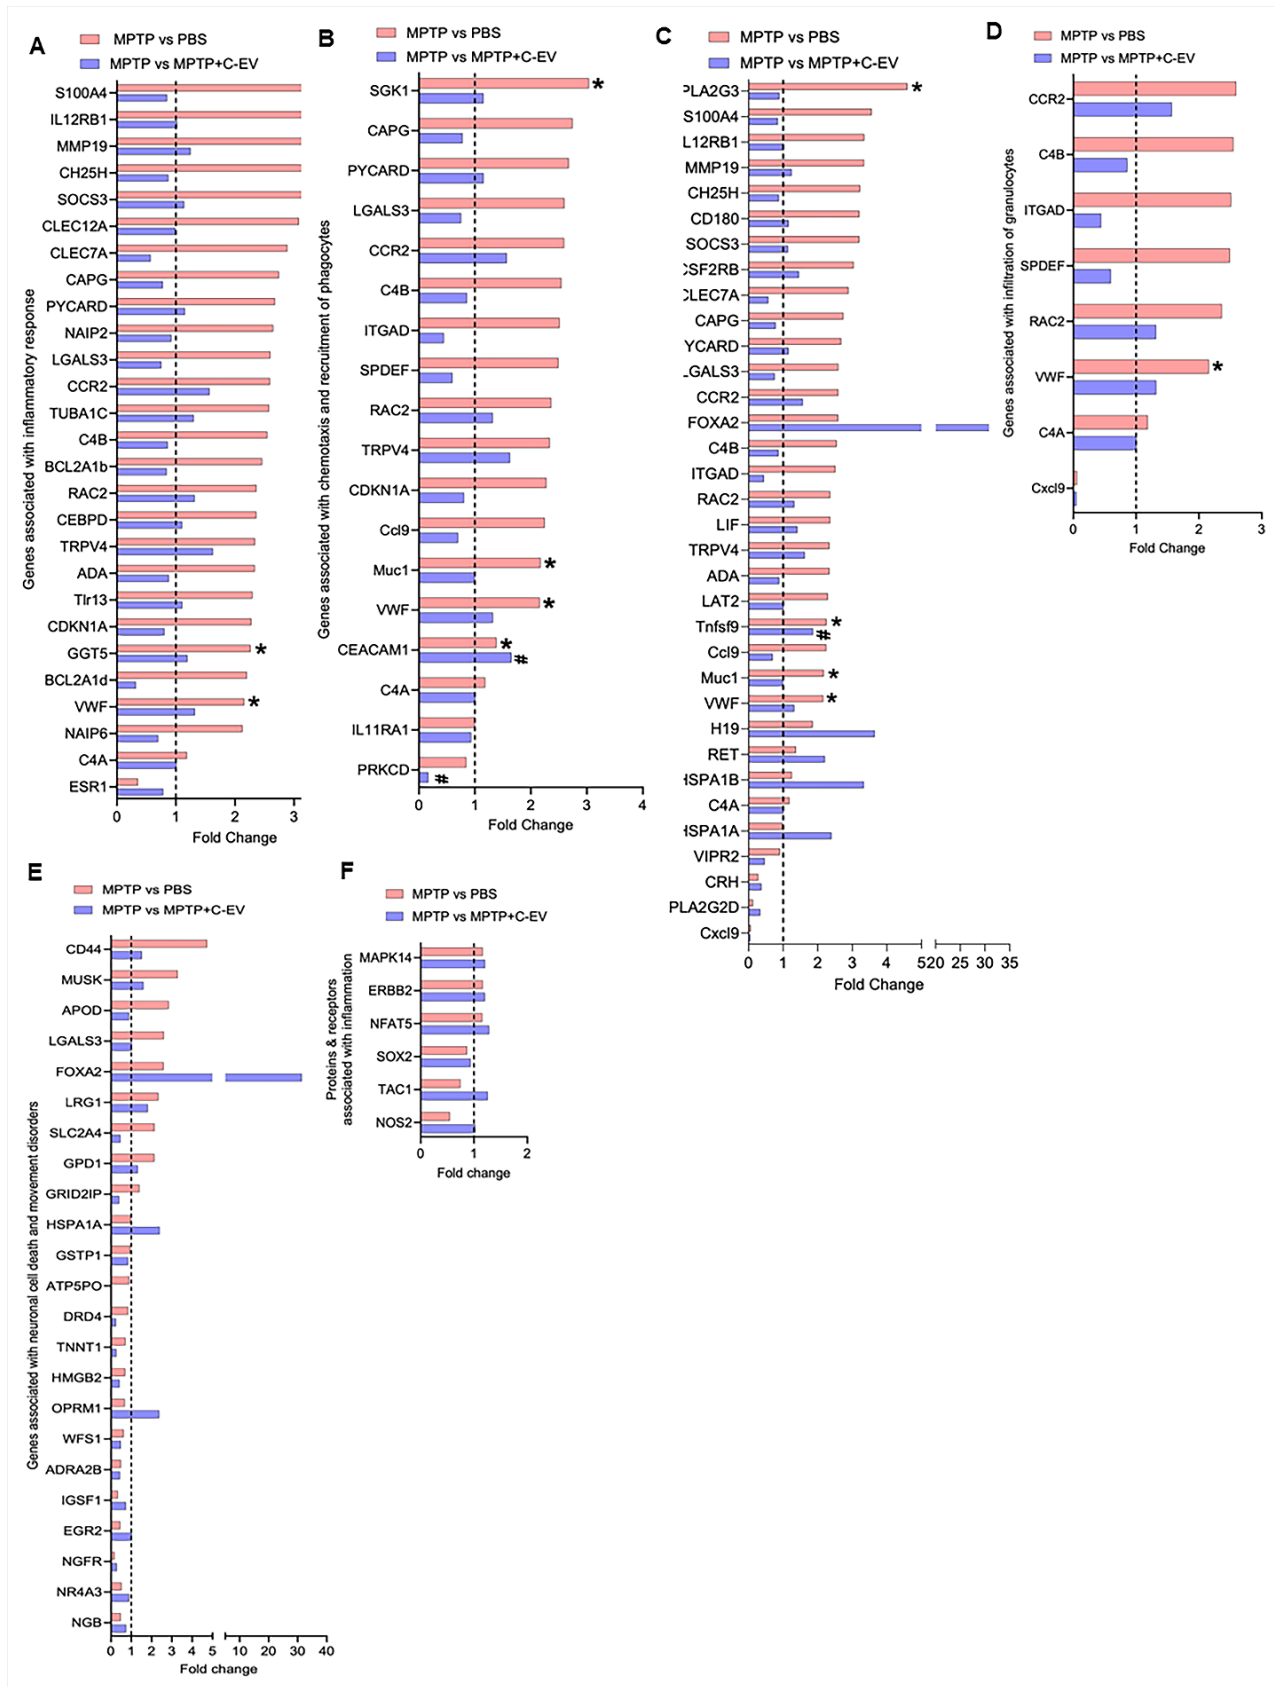 A
MPTP vs PBS
MPTP vs MPTP+C-EV
Genes associated with inflammatory response
S100A4
IL12RB1
MMP19
CH25H
SOCS3
CLEC12A
CLEC7A
CAPG
PYCARD
NAIP2
LGALS3
CCR2
TUBA1C
C4B
BCL2A1b
RAC2
CEBPD
TRPV4
ADA
Tlr13
CDKN1A
GGT5 *
BCL2A1d
VWF *
NAIP6
C4A
ESR1
0 1 2 3
Fold Change
B
MPTP vs PBS
MPTP vs MPTP+C-EV
Genes associated with chemotaxis and recruitment of phagocytes
SGK1 *
CAPG
PYCARD
LGALS3
CCR2
C4B
ITGAD
SPDEF
RAC2
TRPV4
CDKN1A
Ccl9
Muc1 *
VWF *
CEACAM1 *
#
C4A
IL11RA1
PRKCD
#
0 1 2 3 4
Fold Change
C
MPTP vs PBS
MPTP vs MPTP+C-EV
PLA2G3 *
S100A4
L12RB1
MMP19
CH25H
CD180
SOCS3
CSF2RB
CLEC7A
CAPG
YCARD
LGALS3
CCR2
FOXA2
C4B
ITGAD
RAC2
LIF
TRPV4
ADA
LAT2
Tnfsf9 *
#
Ccl9
Muc1 *
VWF *
H19
RET
HSPA1B
C4A
HSPA1A
VIPR2
CRH
PLA2G2D
Cxcl9
0 1 2 3 4 520 25 30 35
Fold Change
D
MPTP vs PBS
MPTP vs MPTP+C-EV
Genes associated with infiltration of granulocytes
CCR2
C4B
ITGAD
SPDEF
RAC2
VWF *
C4A
Cxcl9
0 1 2 3
Fold Change
E
MPTP vs PBS
MPTP vs MPTP+C-EV
Genes associated with neuronal cell death and movement disorders
CD44
MUSK
APOD
LGALS3
FOXA2
LRG1
SLC2A4
GPD1
GRID2IP
HSPA1A
GSTP1
ATP5PO
DRD4
TNNT1
HMGB2
OPRM1
WFS1
ADRA2B
IGSF1
EGR2
NGFR
NR4A3
NGB
0 1 2 3 4 5 10 20 30 40
Fold change
F
MPTP vs PBS
MPTP vs MPTP+C-EV
Proteins & receptors
associated with inflammation
MAPK14
ERBB2
NFAT5
SOX2
TAC1
NOS2
0 1 2
Fold change